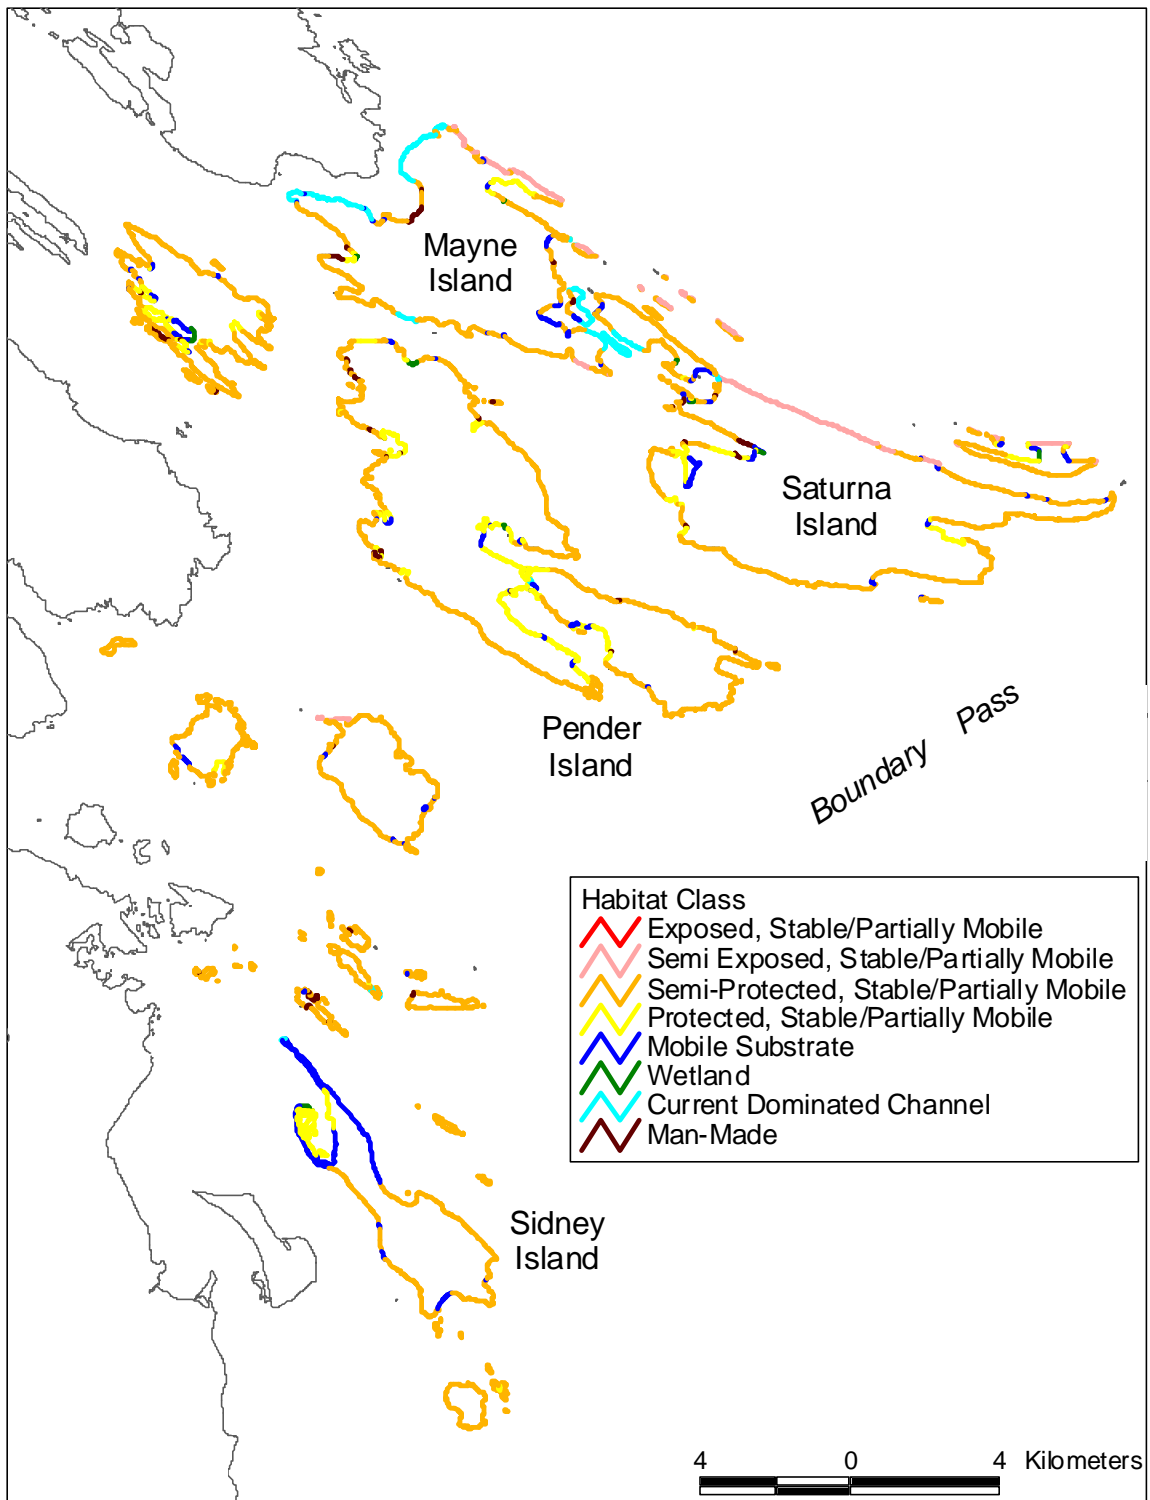 Mayne
Island
Saturna
Island
Pender
Island
Boundary Pass
Habitat Class
Exposed, Stable/Partially Mobile
Semi Exposed, Stable/Partially Mobile
Semi-Protected, Stable/Partially Mobile
Protected, Stable/Partially Mobile
Mobile Substrate
Wetland
Current Dominated Channel
Man-Made
Sidney
Island
4 0 4 Kilometers